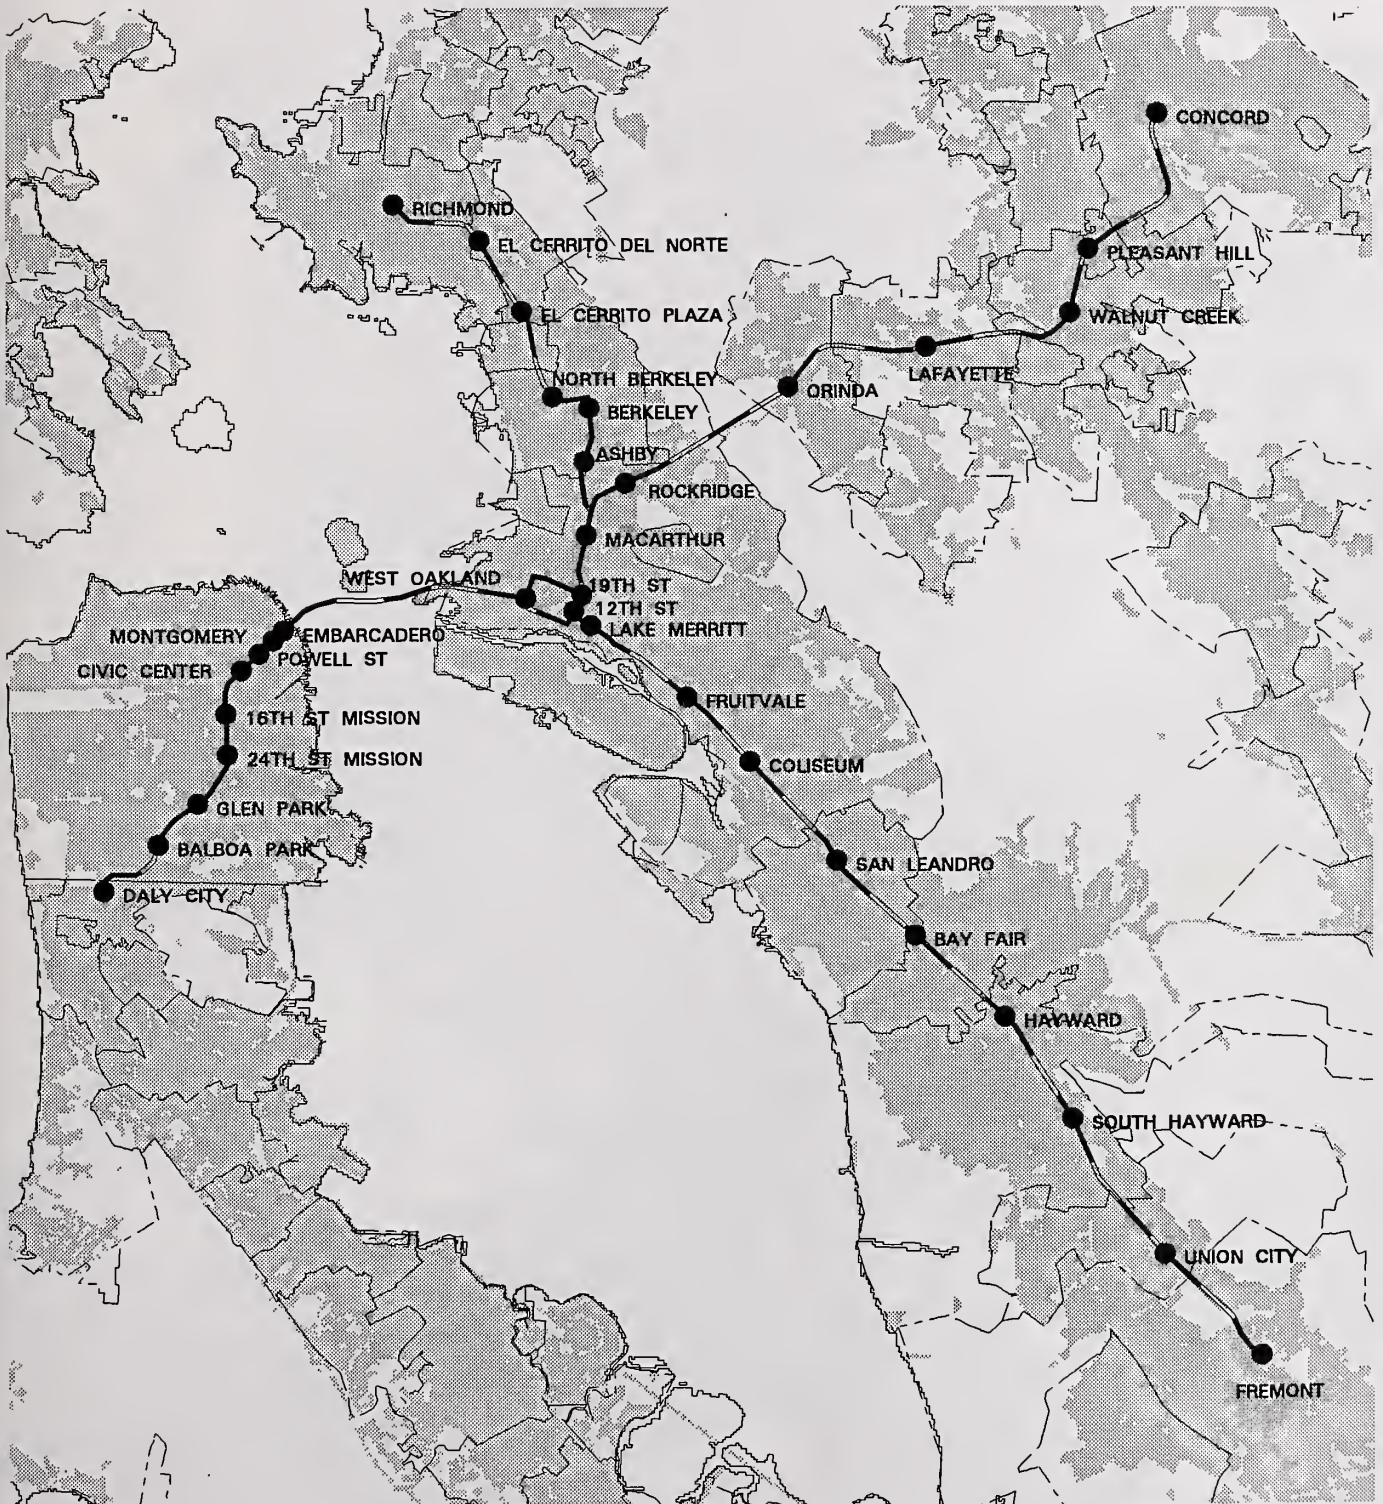 CONCORD
RICHMOND
EL CERRITO DEL NORTE
PLEASANT HILL
EL CERRITO PLAZA
WALNUT CREEK
LAFAYETTE
NORTH BERKELEY
ORINDA
BERKELEY
ASHBY
ROCKRIDGE
MACARTHUR
WEST OAKLAND
19TH ST
12TH ST
LAKE MERRITT
MONTGOMERY
EMBARCADERO
POWELL ST
CIVIC CENTER
FRUITVALE
16TH ST MISSION
24TH ST MISSION
COLISEUM
GLEN PARK
BALBOA PARK
SAN LEANDRO
DALY CITY
BAY FAIR
HAYWARD
SOUTH HAYWARD
UNION CITY
FREMONT